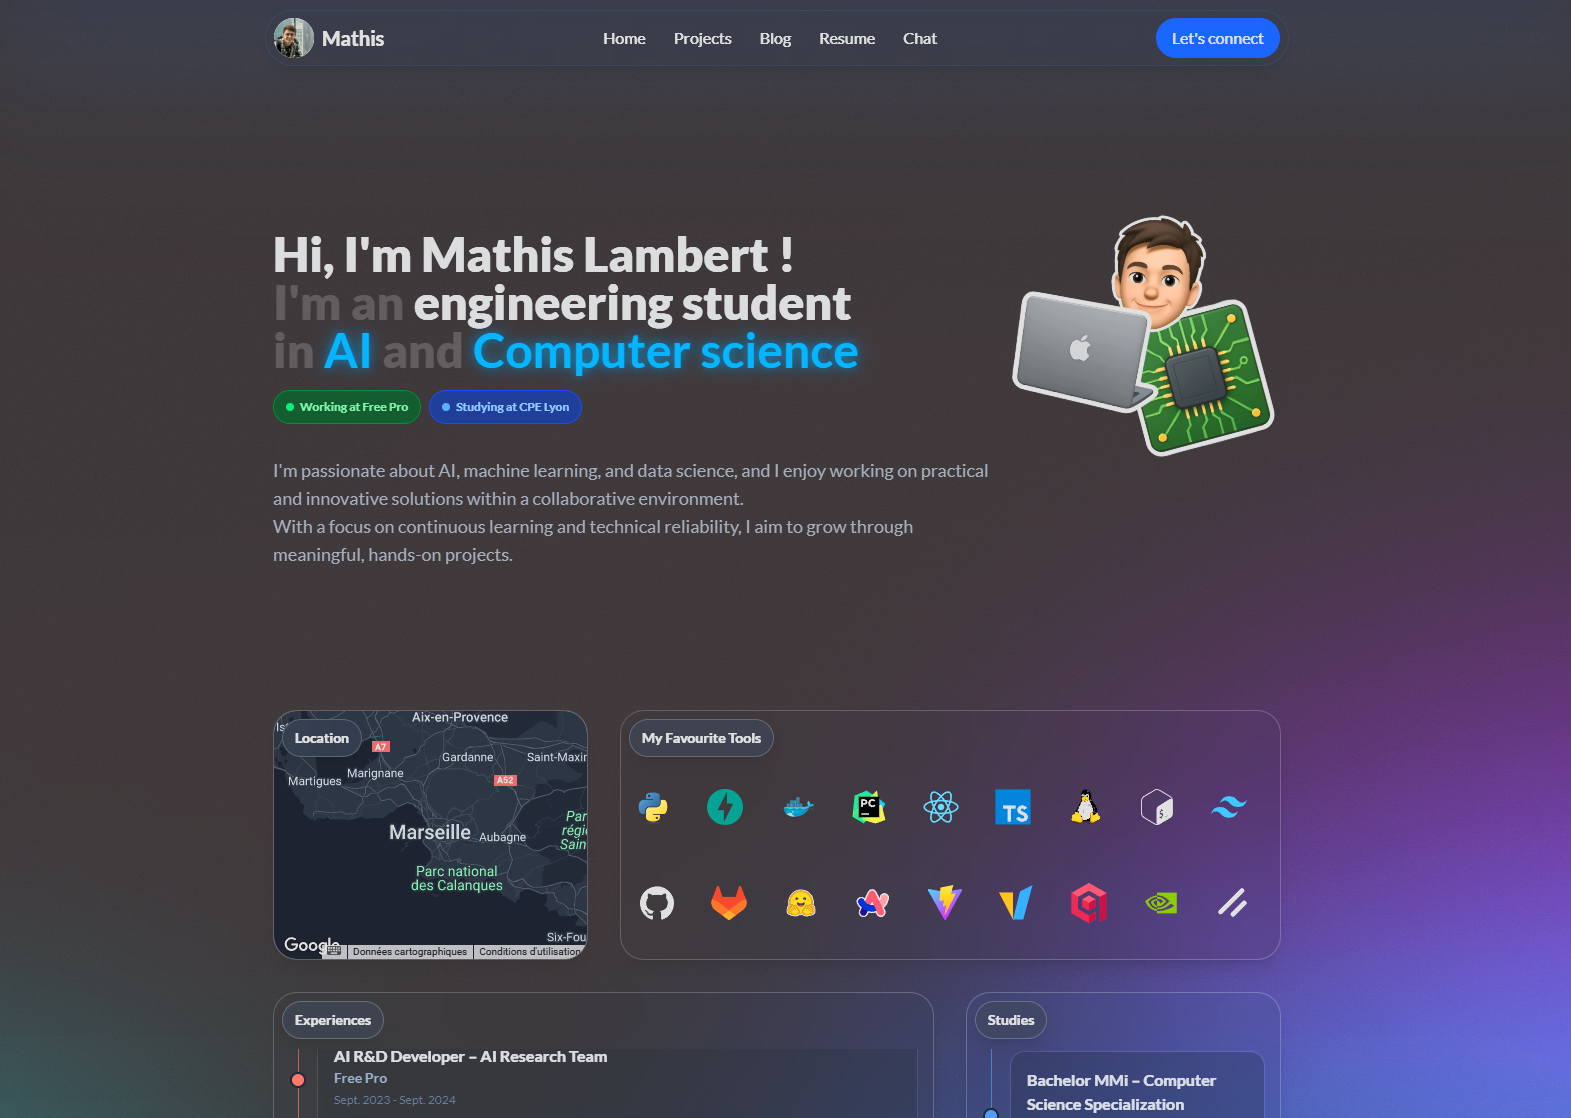 Mathis
Home
Projects
Blog
Resume
Chat
Let's connect
Hi, I'm Mathis Lambert !
I'm an engineering student
in AI and Computer science
Working at Free Pro
Studying at CPE Lyon
I'm passionate about AI, machine learning, and data science, and I enjoy working on practical
and innovative solutions within a collaborative environment.
With a focus on continuous learning and technical reliability, I aim to grow through
meaningful, hands-on projects.
Location
Aix-en-Provence
A7
Gardanne
Saint-Maxin
Martigues
Marignane
A52
Marseille
Aubagne
Par
régi
Sain
Parc national
des Calanques
Six-Fou
Google
Données cartographiques
Conditions d'utilisation
My Favourite Tools
PC
TS
Experiences
AI R&D Developer – AI Research Team
Free Pro
Sept. 2023 - Sept. 2024
Studies
Bachelor MMi – Computer
Science Specialization